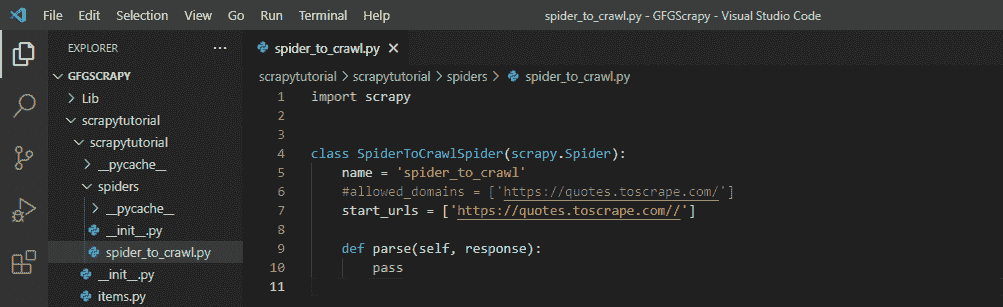 File Edit Selection View Go Run Terminal Help spider_to_crawl.py - GFGScrapy - Visual Studio Code
EXPLORER ...
spider_to_crawl.py
GFGSCRAPY
Lib
scrapytutorial
scrapytutorial
__pycache__
spiders
__pycache__
__init__.py
spider_to_crawl.py
__init__.py
items.py
scrapytutorial > scrapytutorial > spiders > spider_to_crawl.py
1 import scrapy
2
3
4 class SpiderToCrawlSpider(scrapy.Spider):
5     name = 'spider_to_crawl'
6     #allowed_domains = ['https://quotes.toscrape.com/']
7     start_urls = ['https://quotes.toscrape.com//']
8
9     def parse(self, response):
10         pass
11